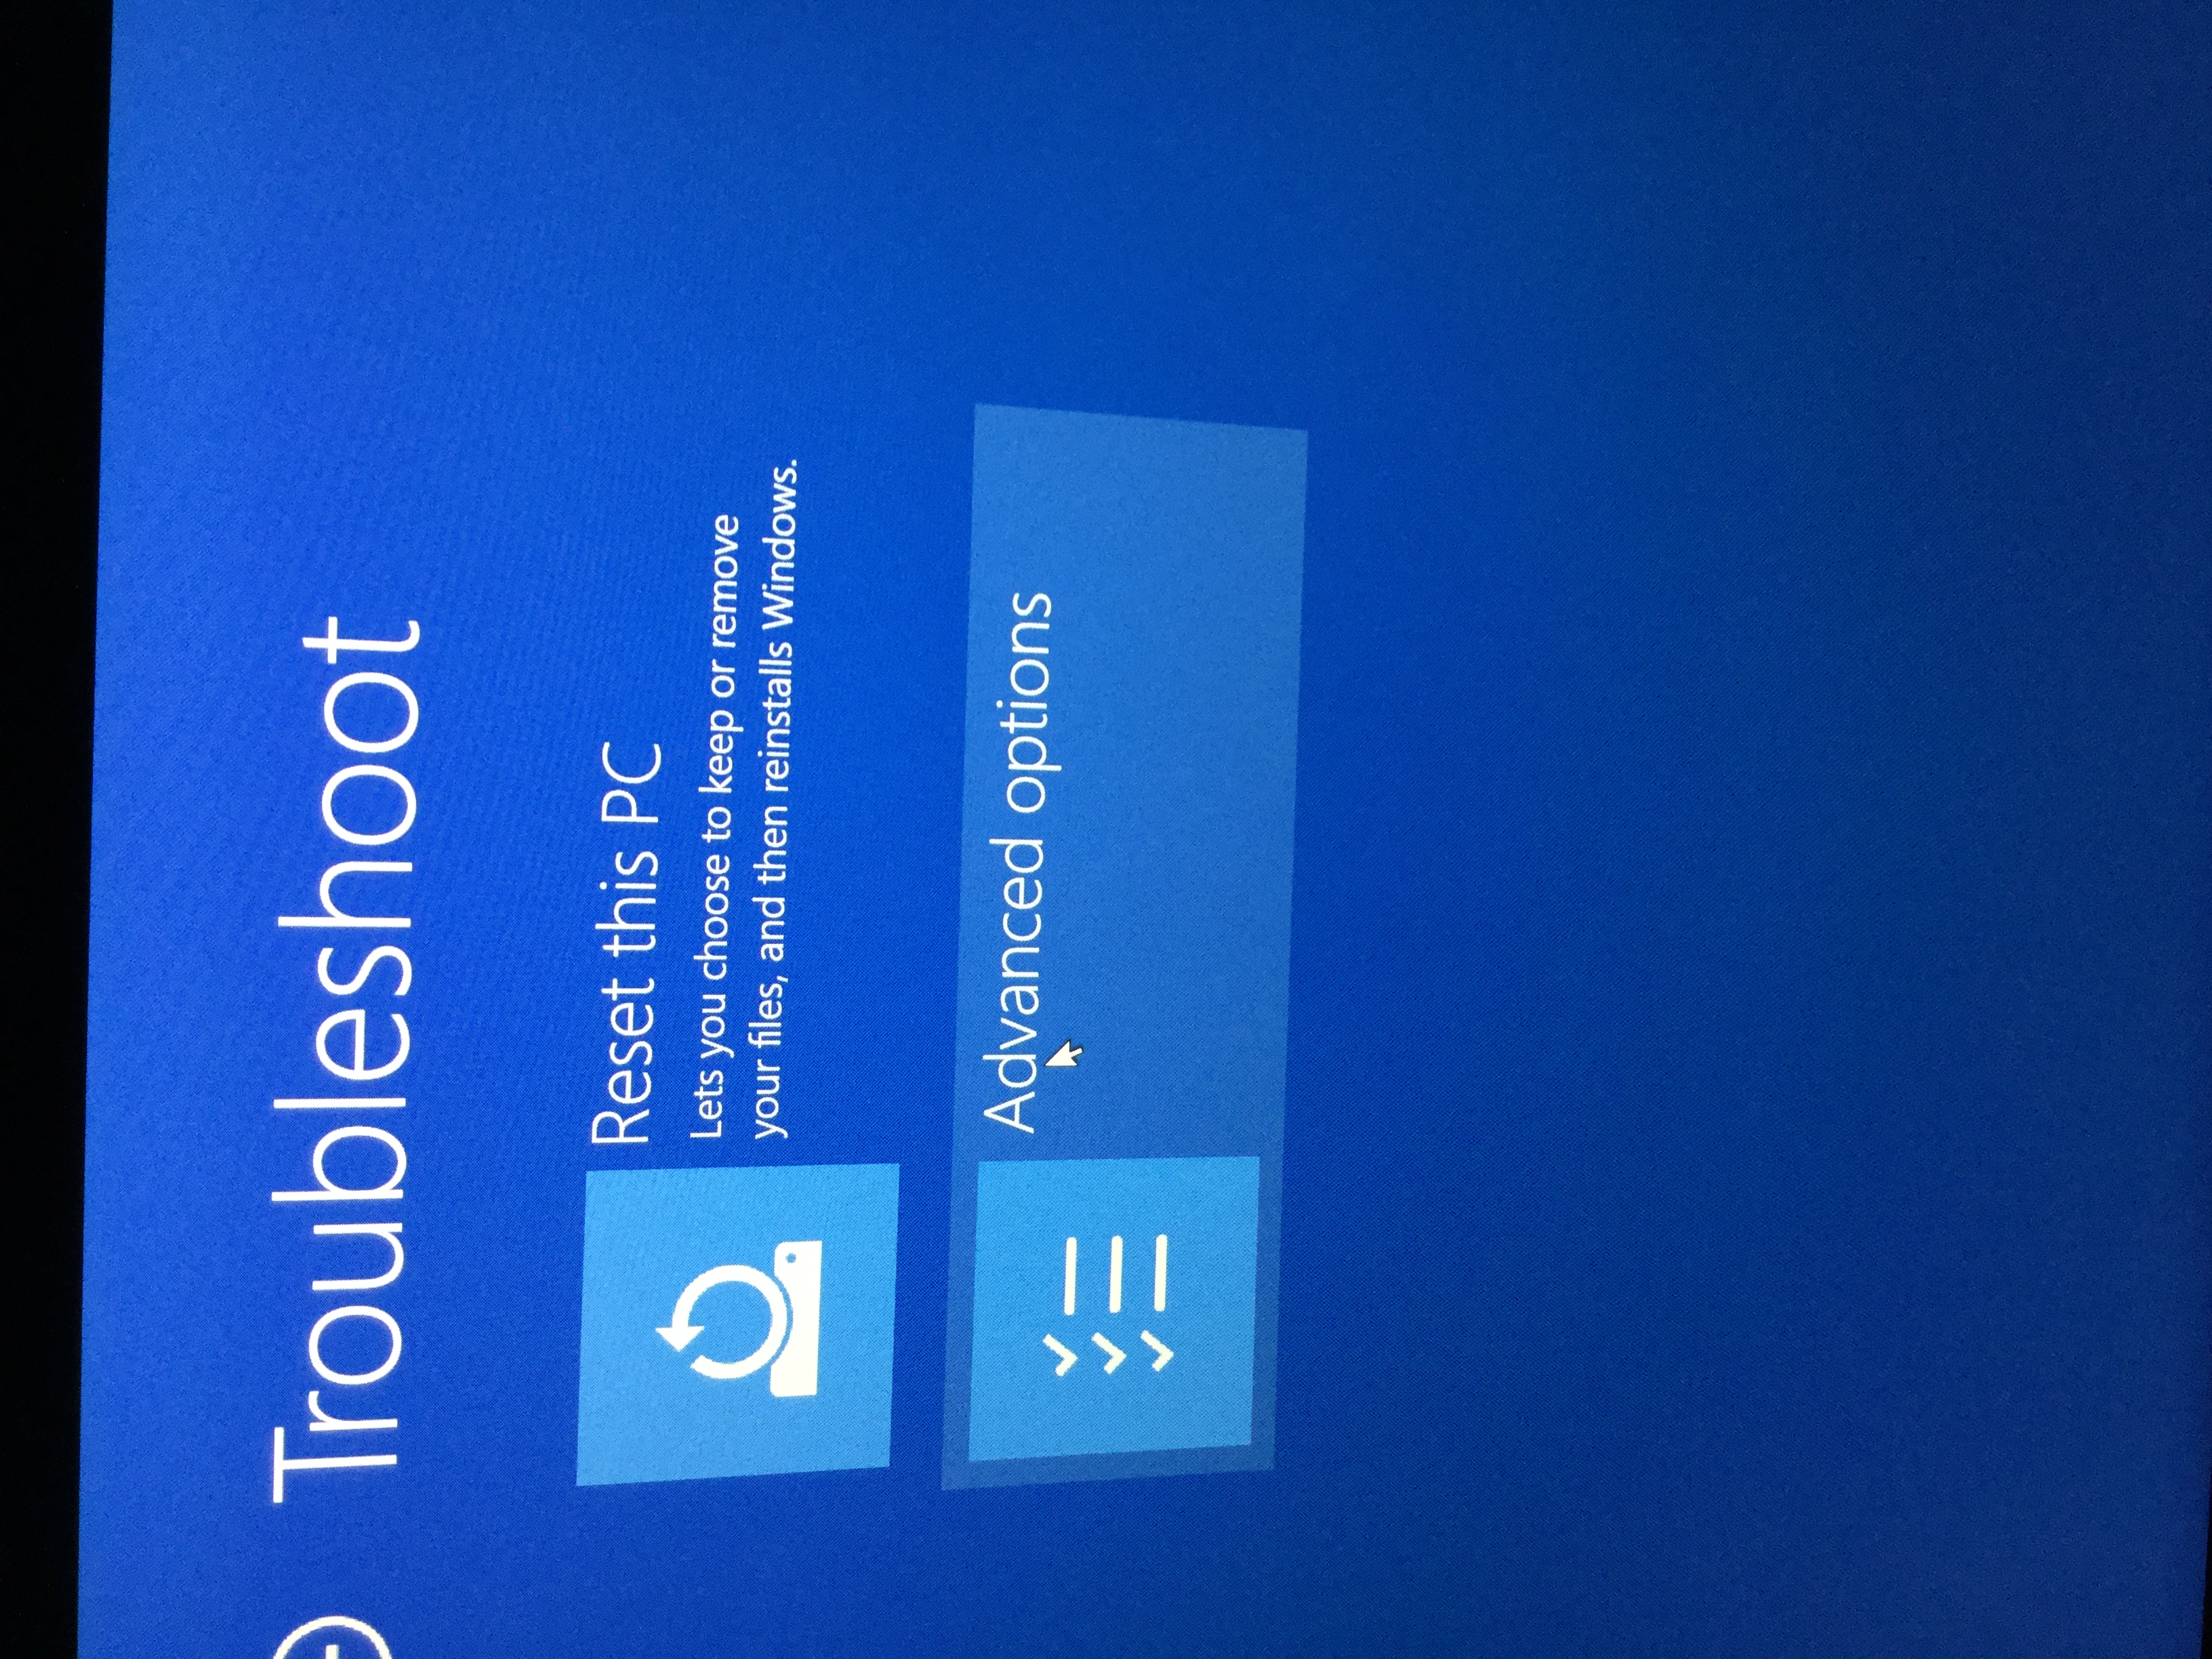 Troubleshoot
Reset this PC
Lets you choose to keep or remove
your files, and then reinstalls Windows.
Advanced options